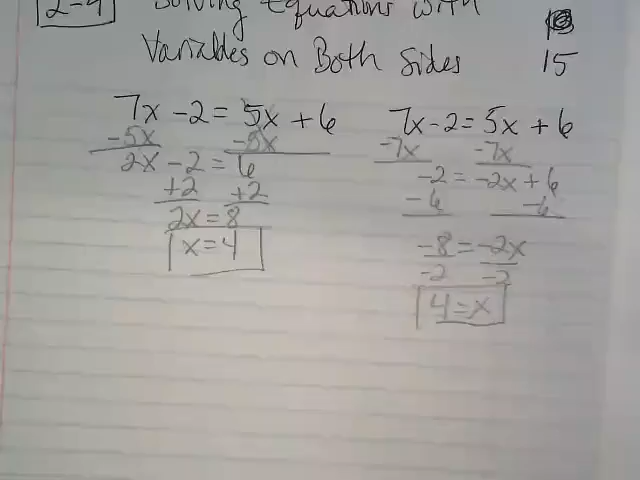 2-4 Solving Equations with
Variables on Both Sides 15
7x - 2 = 5x + 6
-5x -5x
2x - 2 = 6
+2 +2
2x = 8
x = 4
7x - 2 = 5x + 6
-7x -7x
-2 = -2x + 6
-6 -6
-8 = -2x
-2 -2
4 = x